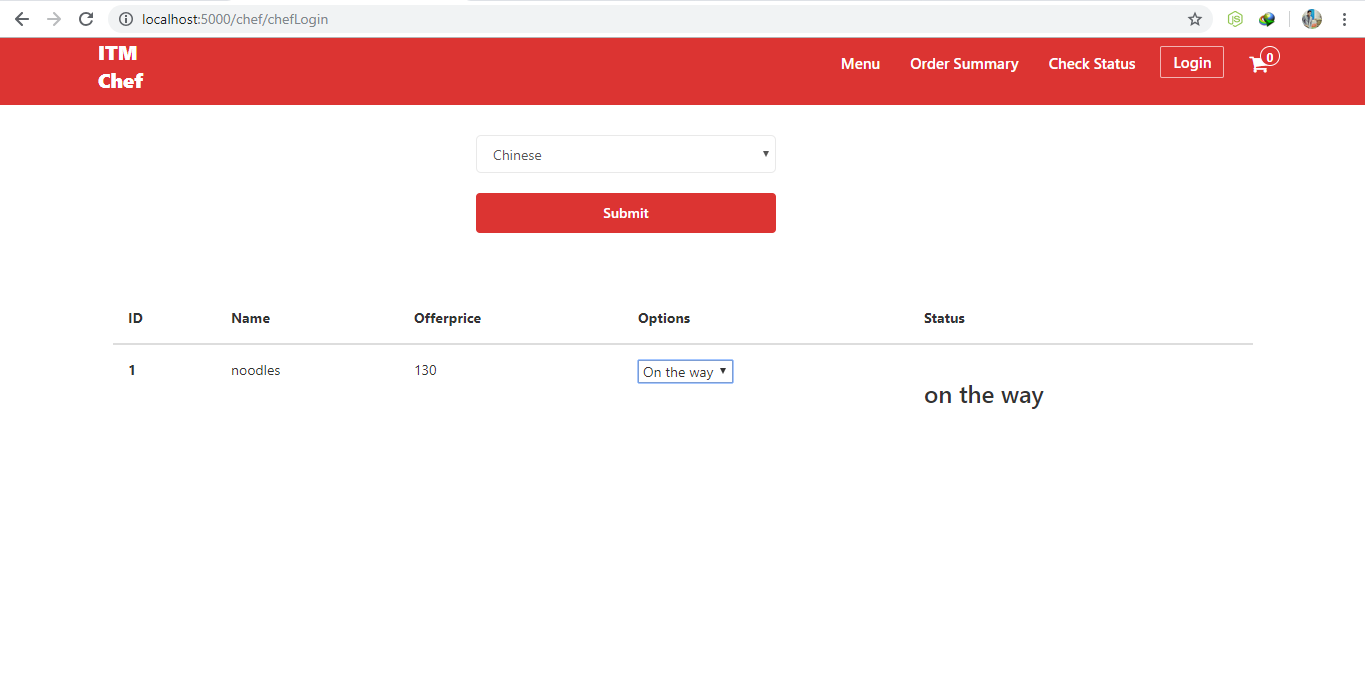 localhost:5000/chef/chefLogin
ITM
Chef
Menu Order Summary Check Status Login 0
Chinese
Submit
ID Name Offerprice Options Status
1 noodles 130 On the way
on the way